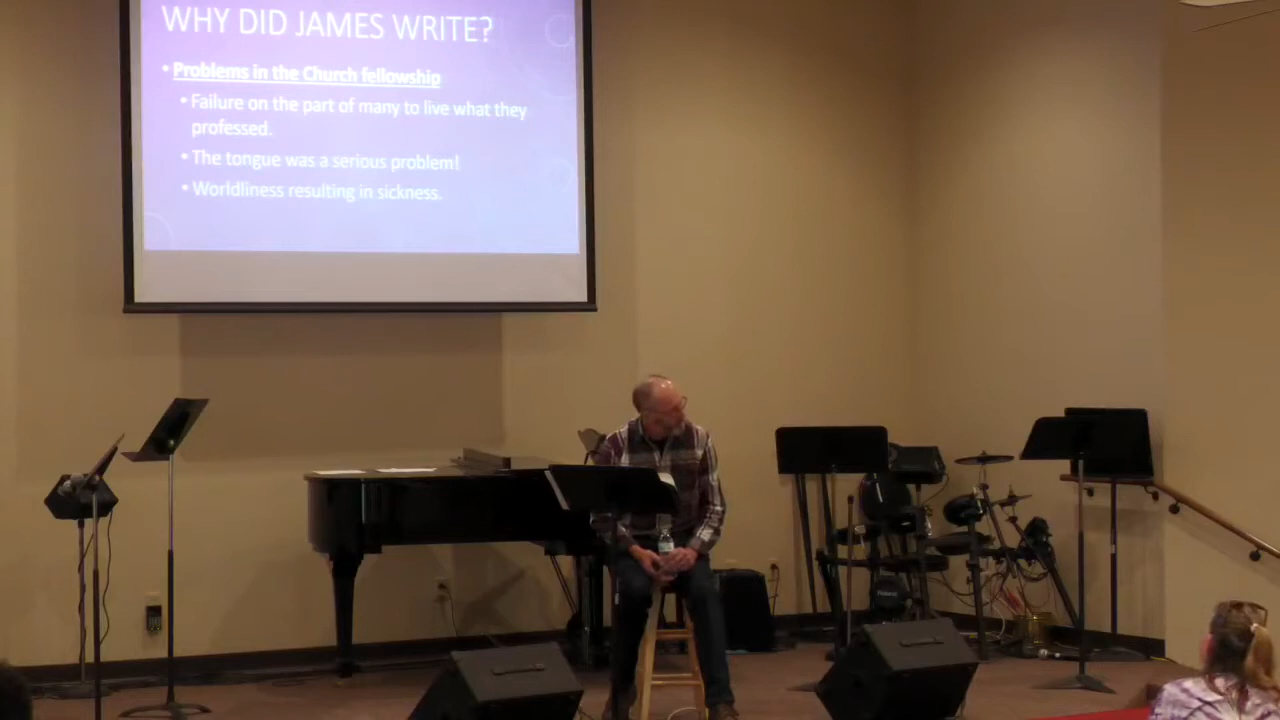 WHY DID JAMES WRITE?
• Problems in the Church fellowship
• Failure on the part of many to live what they
professed.
• The tongue was a serious problem!
• Worldliness resulting in sickness.
Roland